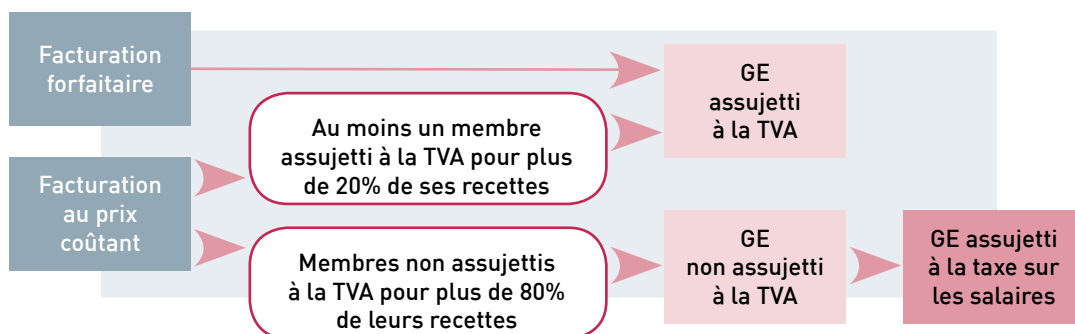 Facturation
forfaitaire
GE
assujetti
à la TVA
Au moins un membre
assujetti à la TVA pour plus
de 20% de ses recettes
Facturation
au prix
coûtant
Membres non assujettis
à la TVA pour plus de 80%
de leurs recettes
GE
non assujetti
à la TVA
GE assujetti
à la taxe sur
les salaires